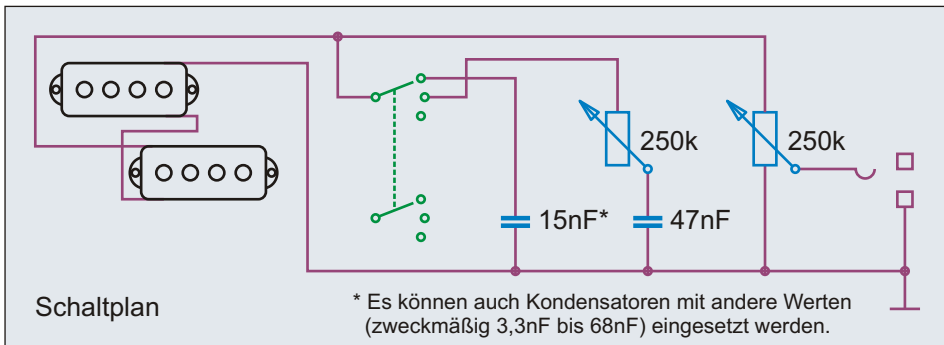 250k
250k
15nF*
47nF
Schaltplan
* Es können auch Kondensatoren mit andere Werten
(zweckmäßig 3,3nF bis 68nF) eingesetzt werden.